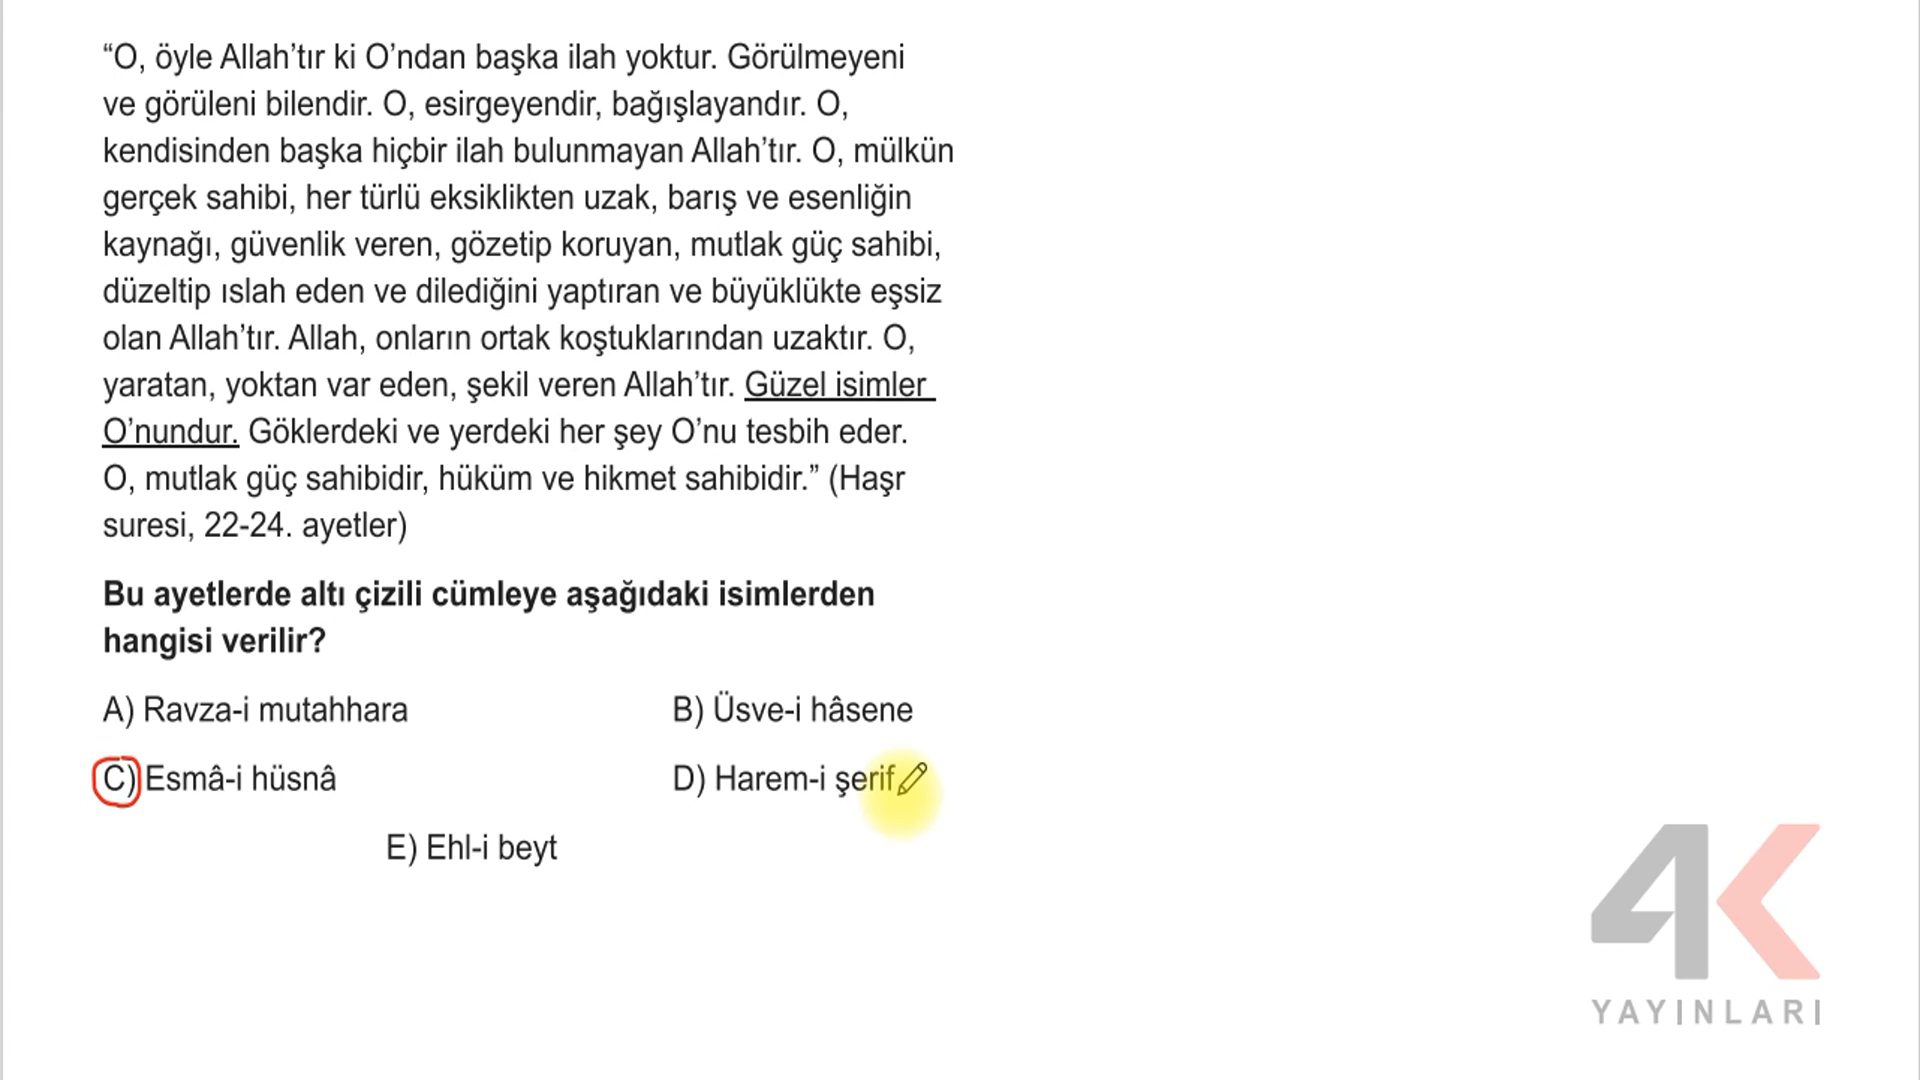 “O, öyle Allah’tır ki O’ndan başka ilah yoktur. Görülmeyeni
ve görüleni bilendir. O, esirgeyendir, bağışlayandır. O,
kendisinden başka hiçbir ilah bulunmayan Allah’tır. O, mülkün
gerçek sahibi, her türlü eksiklikten uzak, barış ve esenliğin
kaynağı, güvenlik veren, gözetip koruyan, mutlak güç sahibi,
düzeltip ıslah eden ve dilediğini yaptıran ve büyüklükte eşsiz
olan Allah’tır. Allah, onların ortak koştuklarından uzaktır. O,
yaratan, yoktan var eden, şekil veren Allah’tır. Güzel isimler
O’nundur. Göklerdeki ve yerdeki her şey O’nu tesbih eder.
O, mutlak güç sahibidir, hüküm ve hikmet sahibidir.” (Haşr
suresi, 22-24. ayetler)
Bu ayetlerde altı çizili cümleye aşağıdaki isimlerden
hangisi verilir?
A) Ravza-i mutahhara
B) Üsve-i hâsene
C) Esmâ-i hüsnâ
D) Harem-i şerif
E) Ehl-i beyt
4K
YAYINLARI